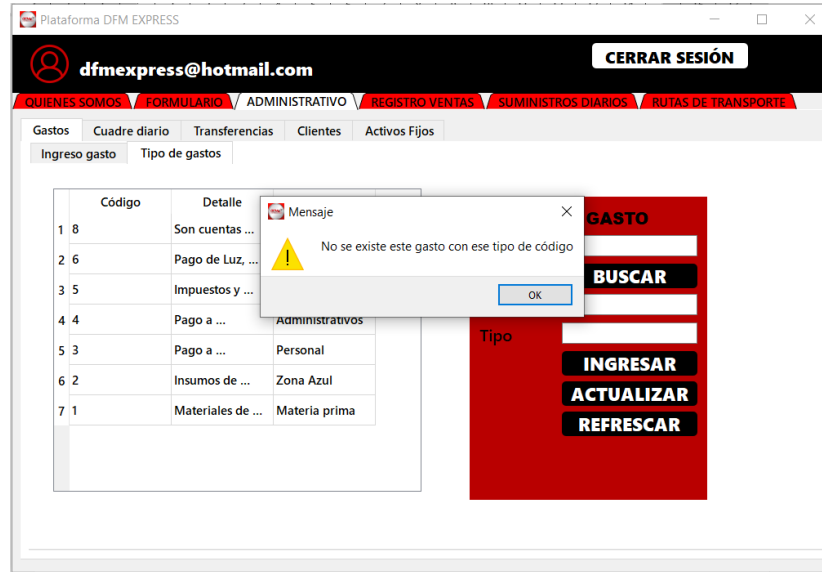 Plataforma DFM EXPRESS
dfmexpress@hotmail.com
CERRAR SESIÓN
QUIENES SOMOS FORMULARIO ADMINISTRATIVO REGISTRO VENTAS SUMINISTROS DIARIOS RUTAS DE TRANSPORTE
Gastos Cuadre diario Transferencias Clientes Activos Fijos
Ingreso gasto Tipo de gastos
Código Detalle
1 8 Son cuentas ...
2 6 Pago de Luz, ...
3 5 Impuestos y ...
4 4 Pago a ... Administrativos
5 3 Pago a ... Personal
6 2 Insumos de ... Zona Azul
7 1 Materiales de ... Materia prima
Mensaje
No se existe este gasto con ese tipo de código
OK
GASTO
BUSCAR
Tipo
INGRESAR
ACTUALIZAR
REFRESCAR